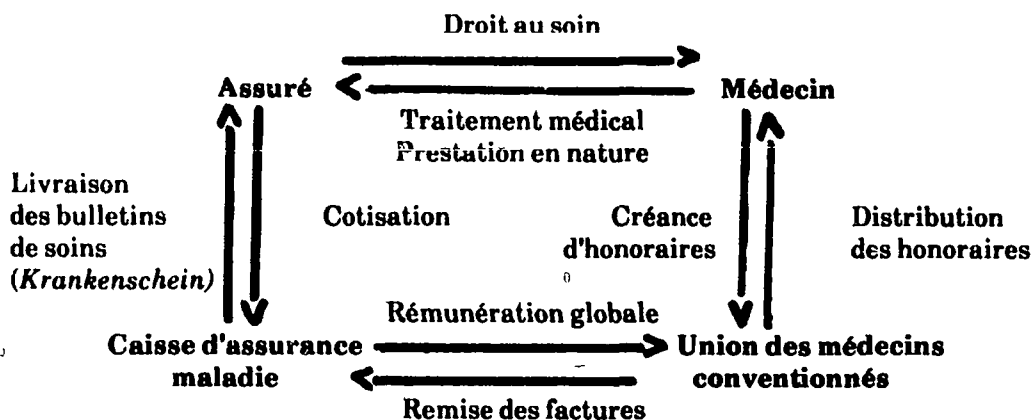 Droit au soin
Assuré
Médecin
Traitement médical
Prestation en nature
Livraison
des bulletins
de soins
(Krankenschein)
Cotisation
Créance
d'honoraires
Distribution
des honoraires
Rémunération globale
Caisse d'assurance
maladie
Union des médecins
conventionnés
Remise des factures